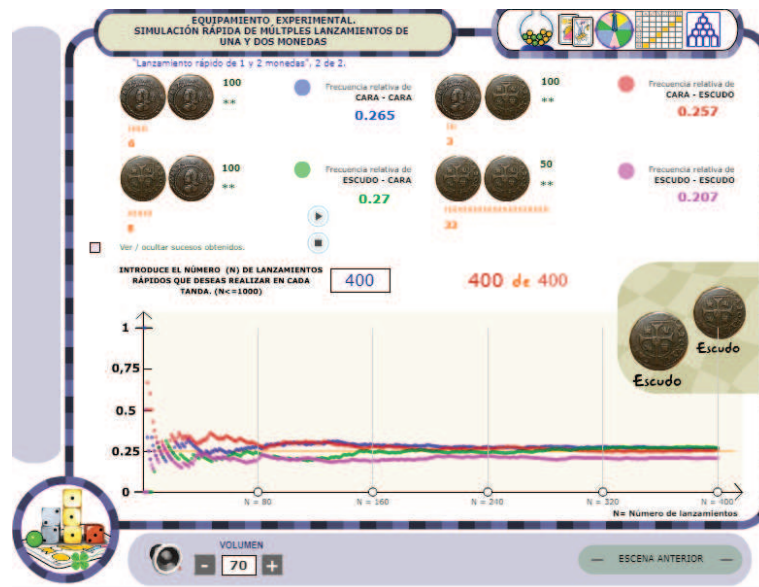 EQUIPAMIENTO EXPERIMENTAL.
SIMULACIÓN RÁPIDA DE MÚLTPLES LANZAMIENTOS DE
UNA Y DOS MONEDAS
"Lanzamiento rápido de 1 y 2 monedas", 2 de 2.
100
**
Frecuencia relativa de
CARA - CARA
0.265
6
100
**
Frecuencia relativa de
CARA - ESCUDO
0.257
3
100
**
Frecuencia relativa de
ESCUDO - CARA
0.27
50
**
Frecuencia relativa de
ESCUDO - ESCUDO
0.207
33
Ver / ocultar sucesos obtenidos.
INTRODUCE EL NÚMERO (N) DE LANZAMIENTOS
RÁPIDOS QUE DESEAS REALIZAR EN CADA
TANDA. (N<=1000)
400
400 de 400
Escudo
Escudo
1
0,75
0.5
0.25
0
N = 80
N = 160
N = 240
N = 320
N = 400
N= Número de lanzamientos
VOLUMEN
- 70 +
— ESCENA ANTERIOR —